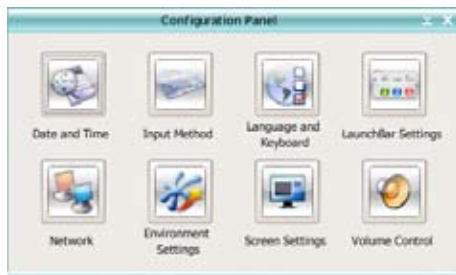 Configuration Panel
Date and Time
Input Method
Language and
Keyboard
LaunchBar Settings
Network
Environment
Settings
Screen Settings
Volume Control